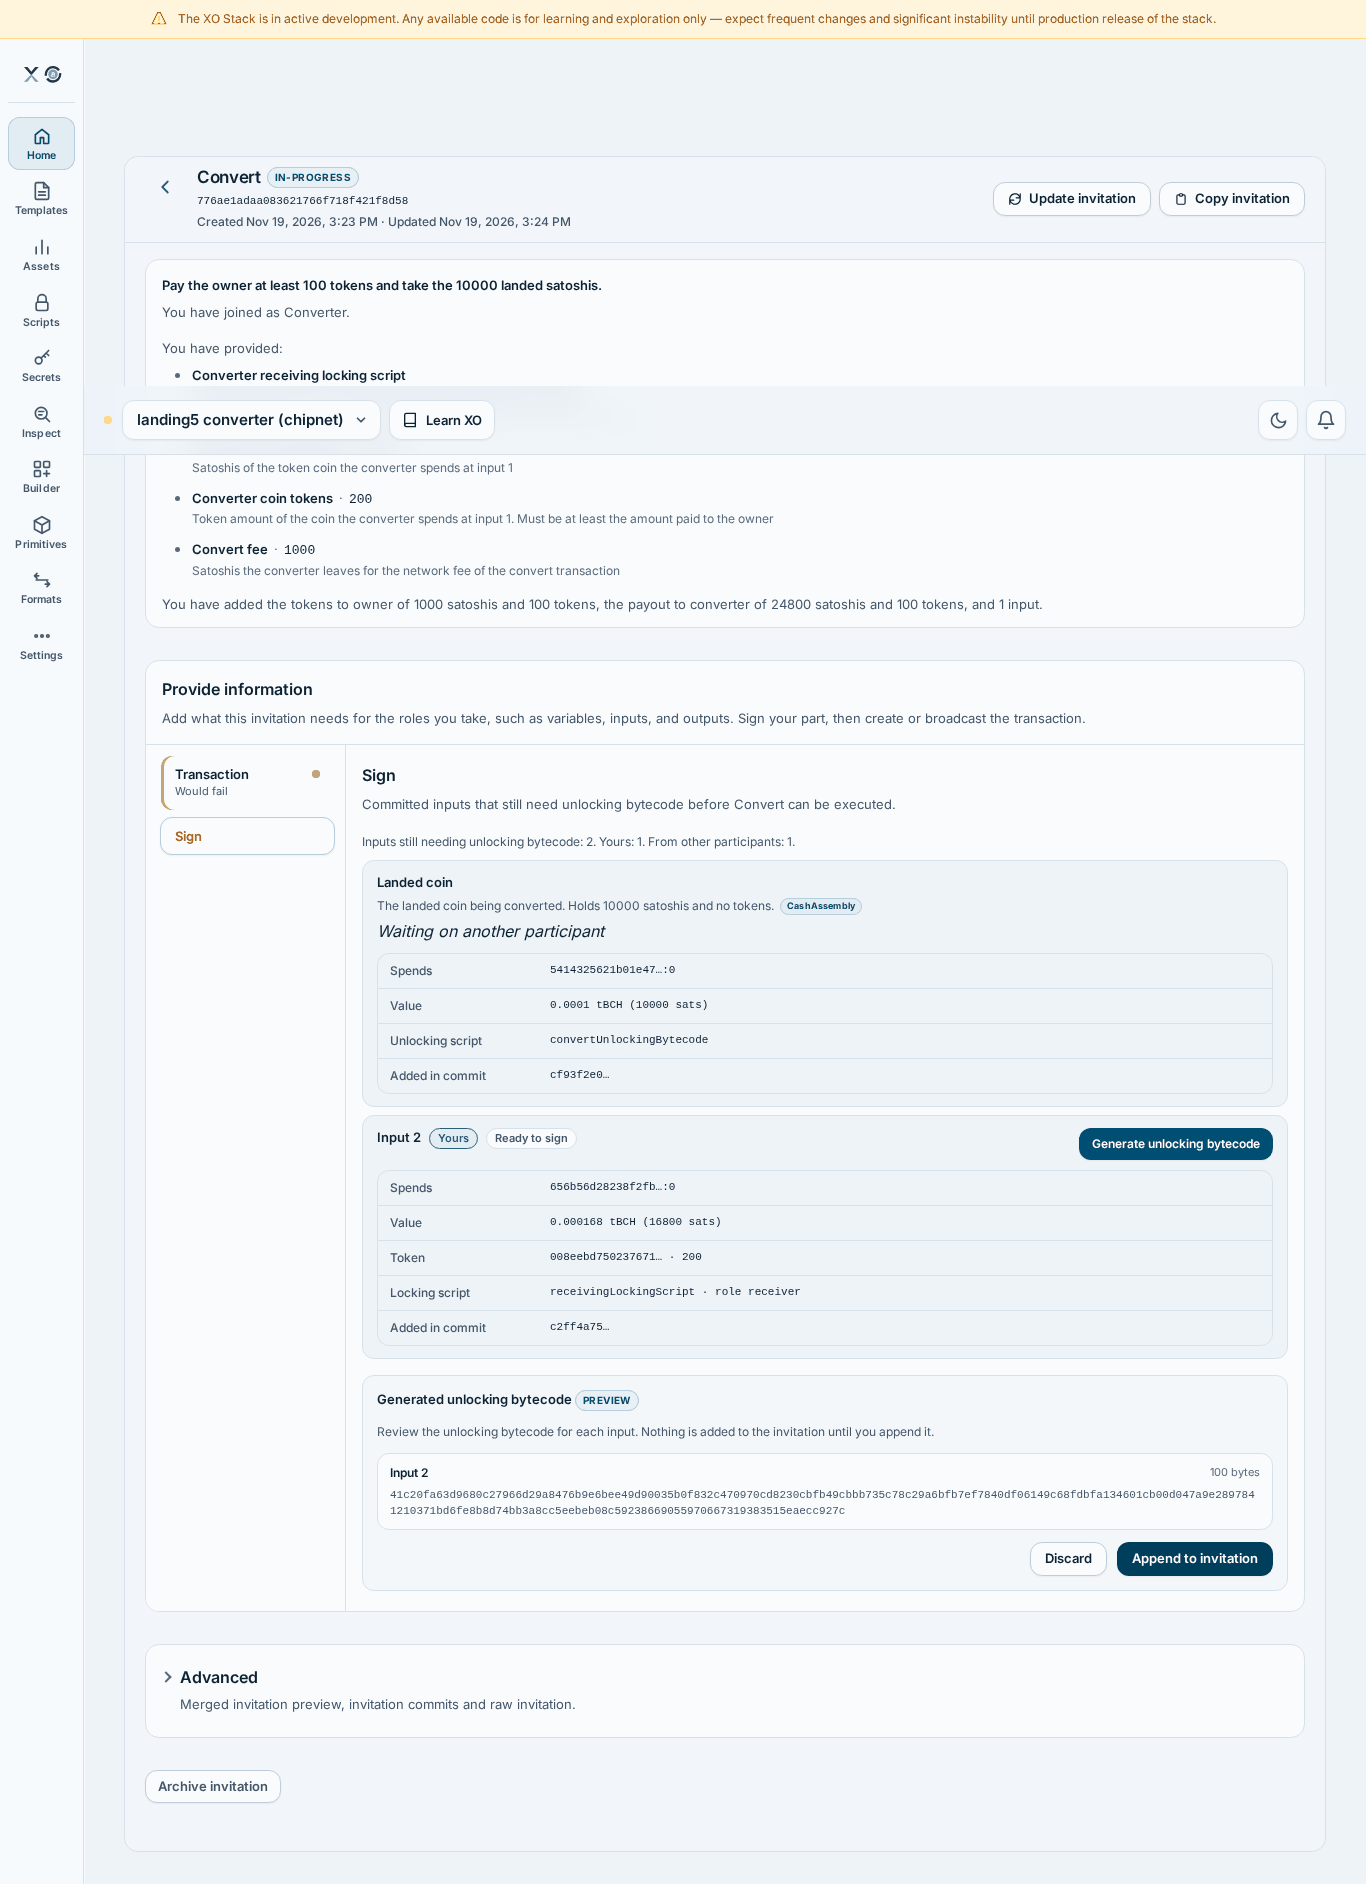 The XO Stack is in active development. Any available code is for learning and exploration only — expect frequent changes and significant instability until production release of the stack.
XO
Home
Templates
Assets
Scripts
Secrets
Inspect
Builder
Primitives
Formats
Settings
Convert IN-PROGRESS
776ae1adaa083621766f718f421f8d58
Created Nov 19, 2026, 3:23 PM · Updated Nov 19, 2026, 3:24 PM
Update invitation
Copy invitation
Pay the owner at least 100 tokens and take the 10000 landed satoshis.
You have joined as Converter.
You have provided:
• Converter receiving locking script
landing5 converter (chipnet)
Learn XO
Satoshis of the token coin the converter spends at input 1
• Converter coin tokens · 200
Token amount of the coin the converter spends at input 1. Must be at least the amount paid to the owner
• Convert fee · 1000
Satoshis the converter leaves for the network fee of the convert transaction
You have added the tokens to owner of 1000 satoshis and 100 tokens, the payout to converter of 24800 satoshis and 100 tokens, and 1 input.
Provide information
Add what this invitation needs for the roles you take, such as variables, inputs, and outputs. Sign your part, then create or broadcast the transaction.
Transaction
Would fail
Sign
Sign
Committed inputs that still need unlocking bytecode before Convert can be executed.
Inputs still needing unlocking bytecode: 2. Yours: 1. From other participants: 1.
Landed coin
The landed coin being converted. Holds 10000 satoshis and no tokens. CashAssembly
Waiting on another participant
Spends 5414325621b01e47…:0
Value 0.0001 tBCH (10000 sats)
Unlocking script convertUnlockingBytecode
Added in commit cf93f2e0…
Input 2 Yours Ready to sign
Generate unlocking bytecode
Spends 656b56d28238f2fb…:0
Value 0.000168 tBCH (16800 sats)
Token 008eebd750237671… · 200
Locking script receivingLockingScript · role receiver
Added in commit c2ff4a75…
Generated unlocking bytecode PREVIEW
Review the unlocking bytecode for each input. Nothing is added to the invitation until you append it.
Input 2 100 bytes
41c20fa63d9680c27966d29a8476b9e6bee49d90035b0f832c470970cd8230cbfb49cbbb735c78c29a6bfb7ef7840df06149c68fdbfa134601cb00d047a9e289784
1210371bd6fe8b8d74bb3a8cc5eebeb08c59238669055970667319383515eaecc927c
Discard
Append to invitation
Advanced
Merged invitation preview, invitation commits and raw invitation.
Archive invitation